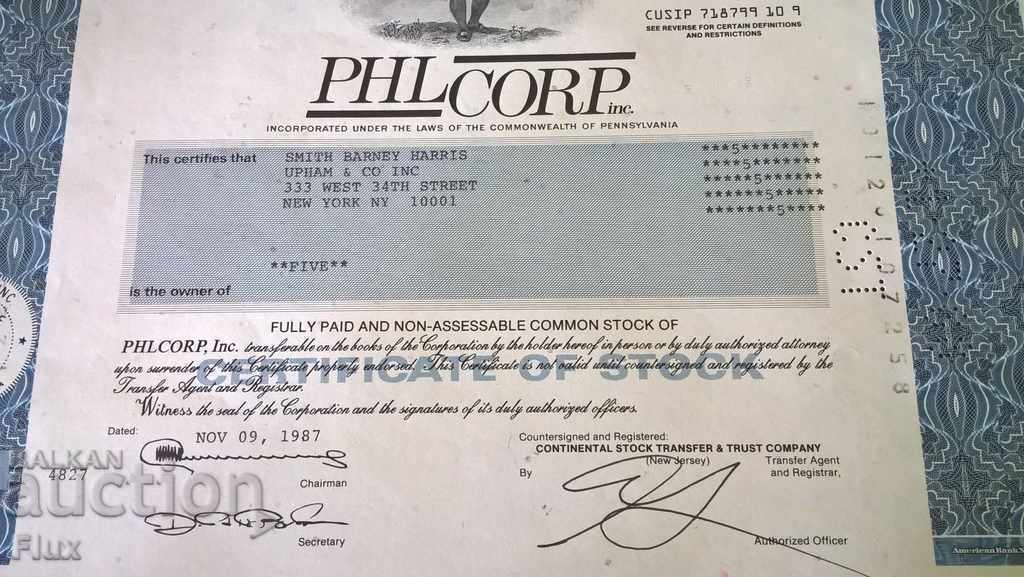 CUSIP 718799 10 9
SEE REVERSE FOR CERTAIN DEFINITIONS
AND RESTRICTIONS
PHLCORP inc.
INCORPORATED UNDER THE LAWS OF THE COMMONWEALTH OF PENNSYLVANIA
This certifies that
SMITH BARNEY HARRIS
UPHAM & CO INC
333 WEST 34TH STREET
NEW YORK NY 10001
***5********
****5*******
*****5******
******5*****
*******5****
**FIVE**
is the owner of
FULLY PAID AND NON-ASSESSABLE COMMON STOCK OF
PHLCORP, Inc. transferable on the books of the Corporation by the holder hereof in person or by duly authorized attorney
upon surrender of this Certificate properly endorsed. This Certificate is not valid until countersigned and registered by the
Transfer Agent and Registrar.
CERTIFICATE OF STOCK
Witness the seal of the Corporation and the signatures of its duly authorized officers.
Dated:
NOV 09, 1987
4827
Chairman
Secretary
Countersigned and Registered:
CONTINENTAL STOCK TRANSFER & TRUST COMPANY
(New Jersey)
Transfer Agent
and Registrar,
By
Authorized Officer
American Bank N
BALKAN
auction
Flux